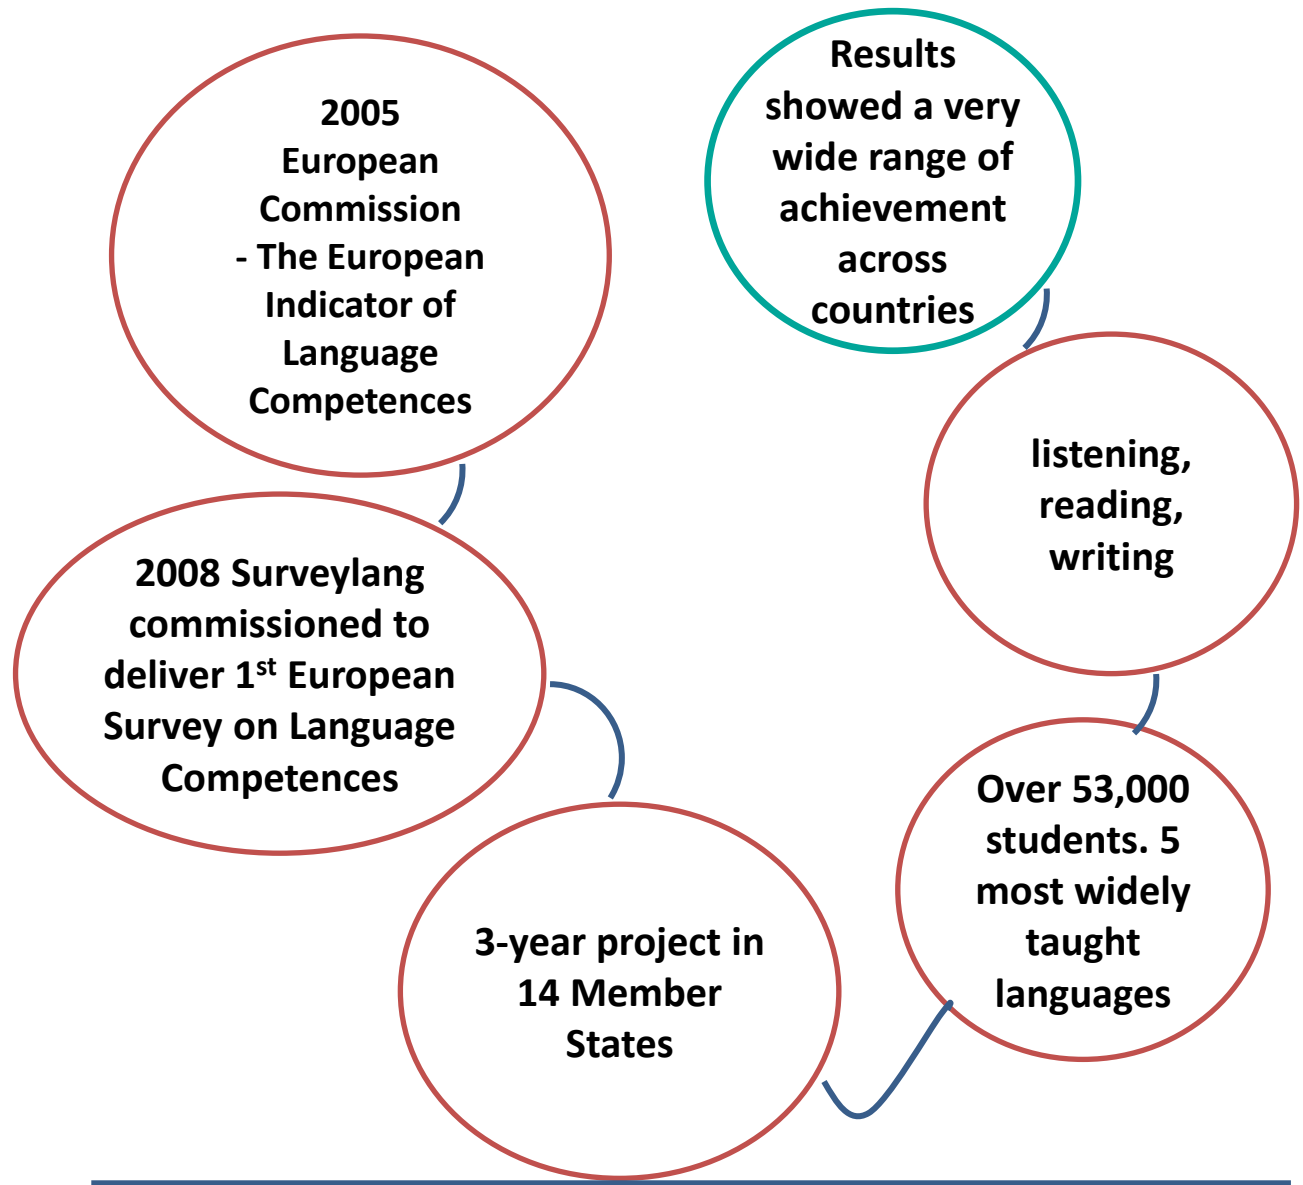 2005
European
Commission
- The European
Indicator of
Language
Competences
2008 Surveylang
commissioned to
deliver 1st European
Survey on Language
Competences
3-year project in
14 Member
States
Over 53,000
students. 5
most widely
taught
languages
listening,
reading,
writing
Results
showed a very
wide range of
achievement
across
countries